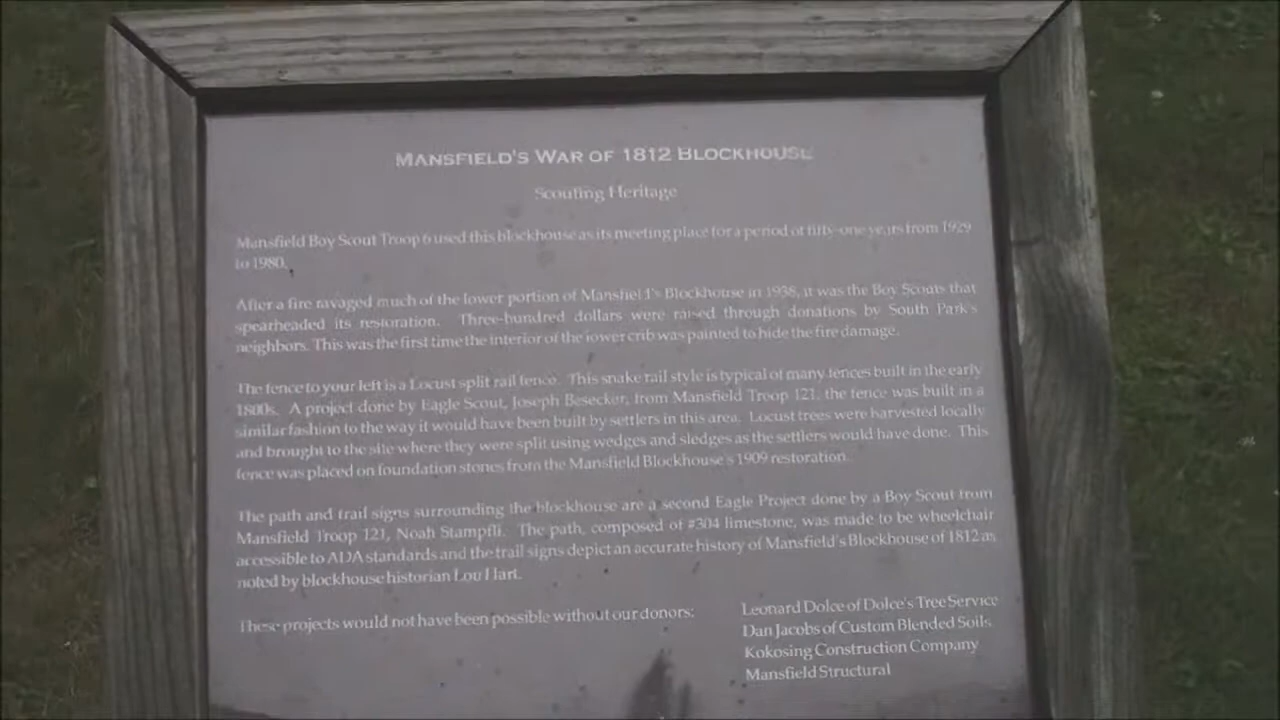 MANSFIELD'S WAR OF 1812 BLOCKHOUSE
Scouting Heritage
Mansfield Boy Scout Troop 6 used this blockhouse as its meeting place for a period of fifty-one years from 1929
to 1980.
After a fire ravaged much of the lower portion of Mansfield's Blockhouse in 1938, it was the Boy Scouts that
spearheaded its restoration. Three-hundred dollars were raised through donations by South Park's
neighbors. This was the first time the interior of the lower crib was painted to hide the fire damage.
The fence to your left is a Locust split rail fence. This snake rail style is typical of many fences built in the early
1800s. A project done by Eagle Scout, Joseph Besecker, from Mansfield Troop 121, the fence was built in a
similar fashion to the way it would have been built by settlers in this area. Locust trees were harvested locally
and brought to the site where they were split using wedges and sledges as the settlers would have done. This
fence was placed on foundation stones from the Mansfield Blockhouse's 1909 restoration.
The path and trail signs surrounding the blockhouse are a second Eagle Project done by a Boy Scout from
Mansfield Troop 121, Noah Stampfli. The path, composed of #304 limestone, was made to be wheelchair
accessible to ADA standards and the trail signs depict an accurate history of Mansfield's Blockhouse of 1812 as
noted by blockhouse historian Lou Hart.
These projects would not have been possible without our donors: Leonard Dolce of Dolce's Tree Service
Dan Jacobs of Custom Blended Soils
Kokosing Construction Company
Mansfield Structural